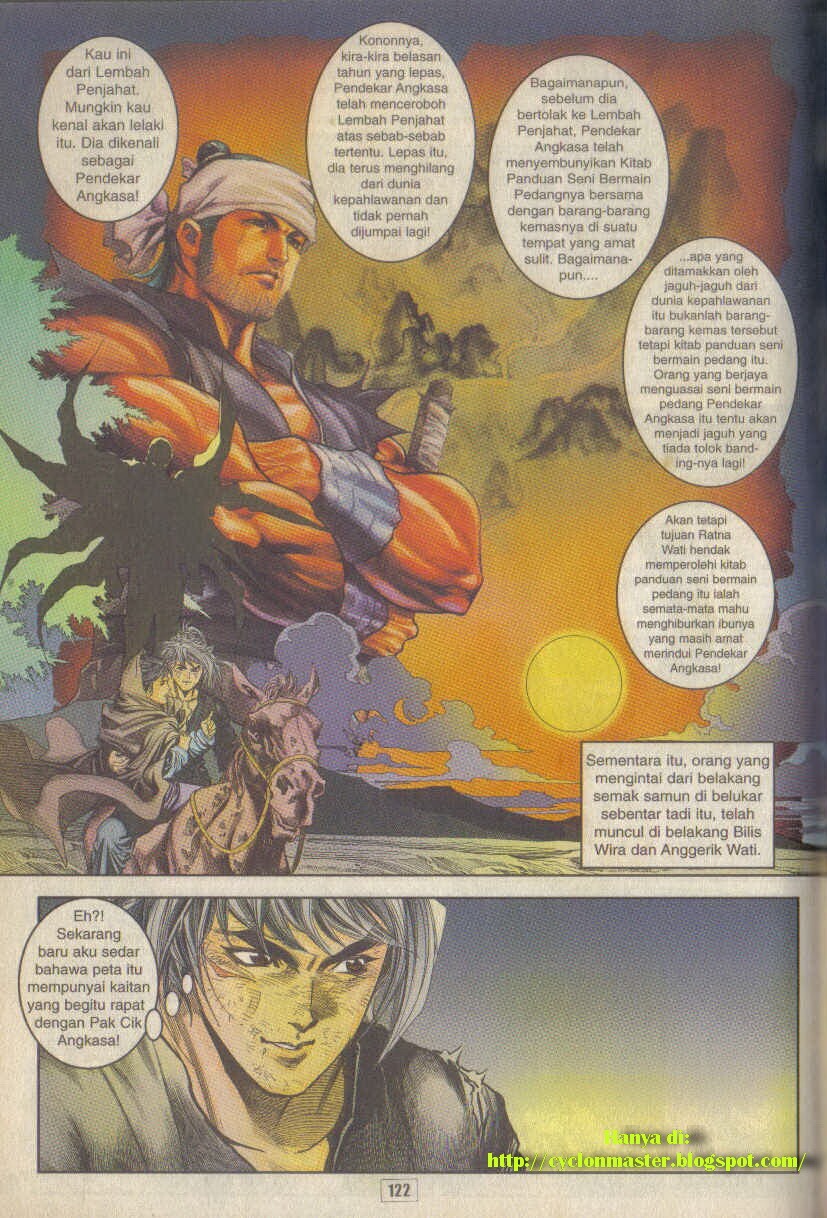 Kau ini
dari Lembah
Penjahat.
Mungkin kau
kenal akan lelaki
itu. Dia dikenali
sebagai
Pendekar
Angkasa!
Kononnya,
kira-kira belasan
tahun yang lepas,
Pendekar Angkasa
telah menceroboh
Lembah Penjahat
atas sebab-sebab
tertentu. Lepas itu,
dia terus menghilang
dari dunia
kepahlawanan dan
tidak pernah
dijumpai lagi!
Bagaimanapun,
sebelum dia
bertolak ke Lembah
Penjahat, Pendekar
Angkasa telah
menyembunyikan Kitab
Panduan Seni Bermain
Pedangnya bersama
dengan barang-barang
kemasnya di suatu
tempat yang amat
sulit. Bagaimana-
pun....
...apa yang
ditamakkan oleh
jaguh-jaguh dari
dunia kepahlawanan
itu bukanlah barang-
barang kemas tersebut
tetapi kitab panduan seni
bermain pedang itu.
Orang yang berjaya
menguasai seni bermain
pedang Pendekar
Angkasa itu tentu akan
menjadi jaguh yang
tiada tolok band-
ing-nya lagi!
Akan tetapi
tujuan Ratna
Wati hendak
memperolehi kitab
panduan seni bermain
pedang itu ialah
semata-mata mahu
menghiburkan ibunya
yang masih amat
merindui Pendekar
Angkasa!
Sementara itu, orang yang
mengintai dari belakang
semak samun di belukar
sebentar tadi itu, telah
muncul di belakang Bilis
Wira dan Anggerik Wati.
Eh?!
Sekarang
baru aku sedar
bahawa peta itu
mempunyai kaitan
yang begitu rapat
dengan Pak Cik
Angkasa!
Hanya di:
http://cyclonmaster.blogspot.com/
122